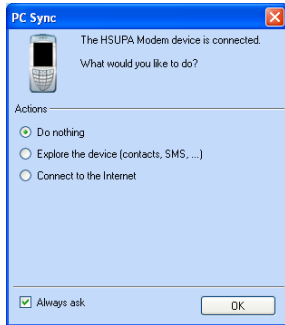 PC Sync
The HSUPA Modem device is connected.
What would you like to do?
Actions
Do nothing
Explore the device (contacts, SMS, ...)
Connect to the Internet
Always ask
OK